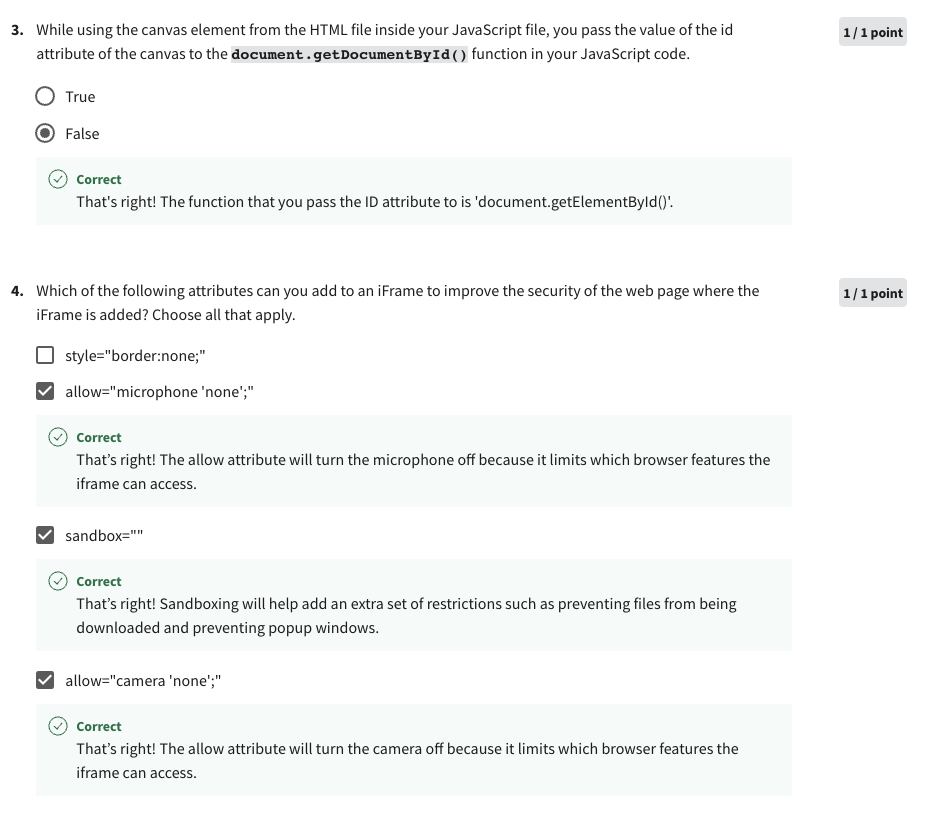 3. While using the canvas element from the HTML file inside your JavaScript file, you pass the value of the id
1 / 1 point
attribute of the canvas to the document.getDocumentById() function in your JavaScript code.
True
False
Correct
That's right! The function that you pass the ID attribute to is 'document.getElementById()'.
4. Which of the following attributes can you add to an iFrame to improve the security of the web page where the
1 / 1 point
iFrame is added? Choose all that apply.
style="border:none;"
allow="microphone 'none';"
Correct
That’s right! The allow attribute will turn the microphone off because it limits which browser features the
iframe can access.
sandbox=""
Correct
That’s right! Sandboxing will help add an extra set of restrictions such as preventing files from being
downloaded and preventing popup windows.
allow="camera 'none';"
Correct
That’s right! The allow attribute will turn the camera off because it limits which browser features the
iframe can access.